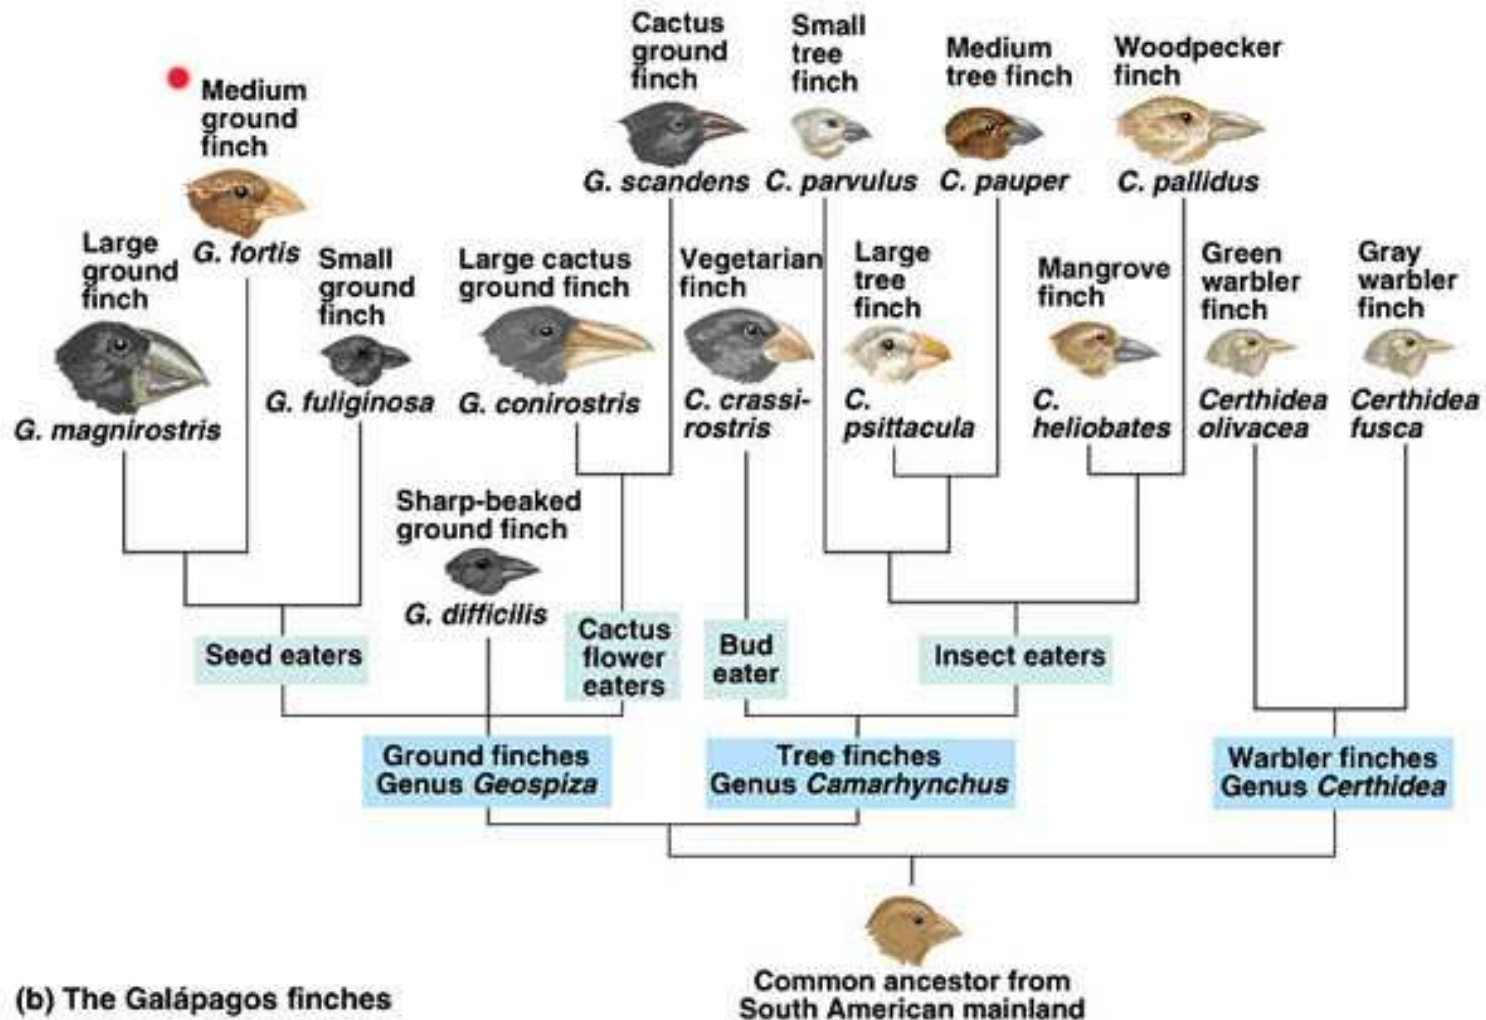 Cactus
ground
finch
G. scandens
Small
tree
finch
C. parvulus
Medium
tree finch
C. pauper
Woodpecker
finch
C. pallidus
Medium
ground
finch
G. fortis
Large
ground
finch
G. magnirostris
Small
ground
finch
G. fuliginosa
Large cactus
ground finch
G. conirostris
Vegetarian
finch
C. crassi-
rostris
Large
tree
finch
C.
psittacula
Mangrove
finch
C.
heliobates
Green
warbler
finch
Certhidea
olivacea
Gray
warbler
finch
Certhidea
fusca
Sharp-beaked
ground finch
G. difficilis
Seed eaters
Cactus
flower
eaters
Bud
eater
Insect eaters
Ground finches
Genus Geospiza
Tree finches
Genus Camarhynchus
Warbler finches
Genus Certhidea
Common ancestor from
South American mainland
(b) The Galápagos finches